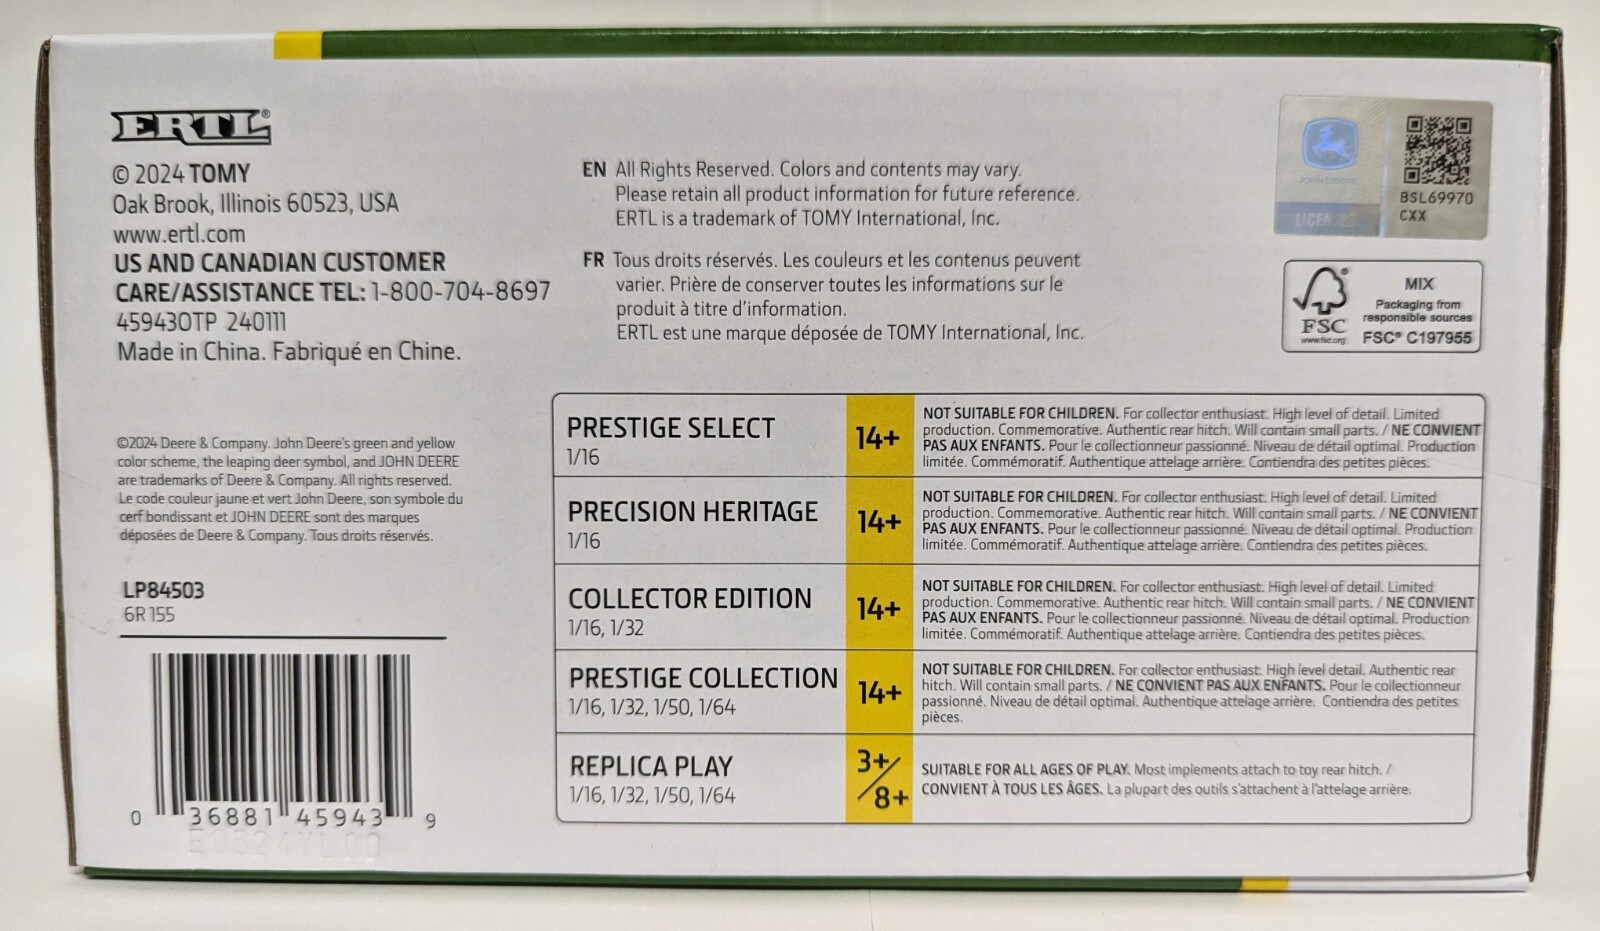 ERTL®
© 2024 TOMY
Oak Brook, Illinois 60523, USA
www.ertl.com
US AND CANADIAN CUSTOMER
CARE/ASSISTANCE TEL: 1-800-704-8697
45943OTP 240111
Made in China. Fabriqué en Chine.
©2024 Deere & Company. John Deere's green and yellow
color scheme, the leaping deer symbol, and JOHN DEERE
are trademarks of Deere & Company. All rights reserved.
Le code couleur jaune et vert John Deere, son symbole du
cerf bondissant et JOHN DEERE sont des marques
déposées de Deere & Company. Tous droits réservés.
LP84503
6R 155
0 36881 45943 9
EN All Rights Reserved. Colors and contents may vary.
Please retain all product information for future reference.
ERTL is a trademark of TOMY International, Inc.
FR Tous droits réservés. Les couleurs et les contenus peuvent
varier. Prière de conserver toutes les informations sur le
produit à titre d'information.
ERTL est une marque déposée de TOMY International, Inc.
JOHN DEERE
LICENSED
BSL69970
CXX
FSC®
www.fsc.org
MIX
Packaging from
responsible sources
FSC® C197955
PRESTIGE SELECT
1/16
14+
NOT SUITABLE FOR CHILDREN. For collector enthusiast. High level of detail. Limited
production. Commemorative. Authentic rear hitch. Will contain small parts. / NE CONVIENT
PAS AUX ENFANTS. Pour le collectionneur passionné. Niveau de détail optimal. Production
limitée. Commémoratif. Authentique attelage arrière. Contiendra des petites pièces.
PRECISION HERITAGE
1/16
14+
NOT SUITABLE FOR CHILDREN. For collector enthusiast. High level of detail. Limited
production. Commemorative. Authentic rear hitch. Will contain small parts. / NE CONVIENT
PAS AUX ENFANTS. Pour le collectionneur passionné. Niveau de détail optimal. Production
limitée. Commémoratif. Authentique attelage arrière. Contiendra des petites pièces.
COLLECTOR EDITION
1/16, 1/32
14+
NOT SUITABLE FOR CHILDREN. For collector enthusiast. High level of detail. Limited
production. Commemorative. Authentic rear hitch. Will contain small parts. / NE CONVIENT
PAS AUX ENFANTS. Pour le collectionneur passionné. Niveau de détail optimal. Production
limitée. Commémoratif. Authentique attelage arrière. Contiendra des petites pièces.
PRESTIGE COLLECTION
1/16, 1/32, 1/50, 1/64
14+
NOT SUITABLE FOR CHILDREN. For collector enthusiast. High level detail. Authentic rear
hitch. Will contain small parts. / NE CONVIENT PAS AUX ENFANTS. Pour le collectionneur
passionné. Niveau de détail optimal. Authentique attelage arrière. Contiendra des petites
pièces.
REPLICA PLAY
1/16, 1/32, 1/50, 1/64
3+/8+
SUITABLE FOR ALL AGES OF PLAY. Most implements attach to toy rear hitch. /
CONVIENT À TOUS LES ÂGES. La plupart des outils s'attachent à l'attelage arrière.